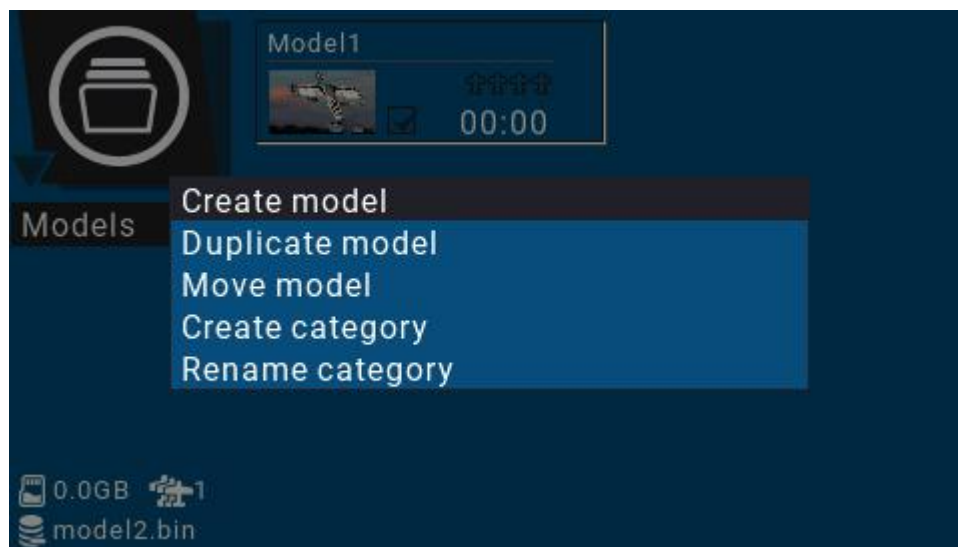 Model1
00:00
Models
Create model
Duplicate model
Move model
Create category
Rename category
0.0GB 1
model2.bin